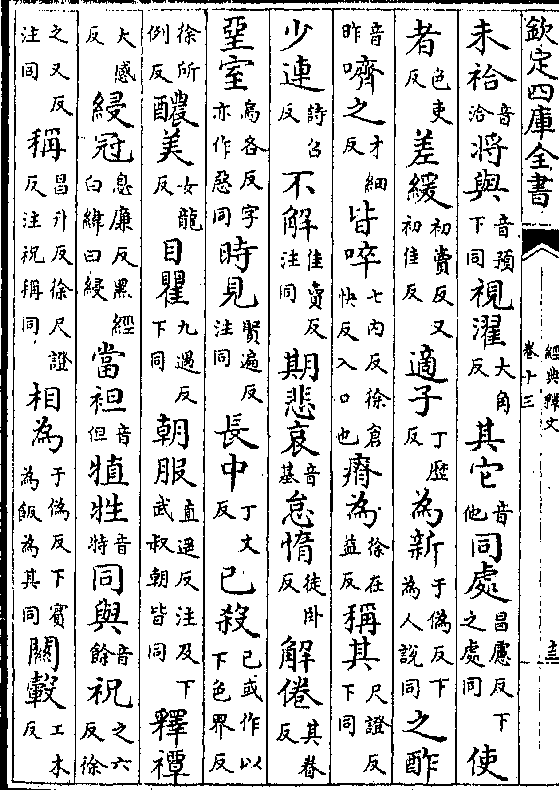 欽定四庫全書
經典釋文
卷十三
未祫音洽將與音預下同視濯大角反其它音他同處昌慮反下之處同使
者色吏反差緩初賣反又初佳反適子丁歷反為新于偽反下為人說同之酢
音昨嚌之才細反皆啐七內反徐倉快反入口也瘠為徐在益反稱其尺證反下同
少連詩召反不解佳賣反注同期悲哀音基怠惰徒卧反解倦其眷反
堊室烏各反字亦作惡同時見賢遍反注同長中丁丈反已殺已或作以下色界反
徐所例反醲美女龍反目瞿九遇反下同朝服直遥反注及下武叔朝皆同釋禫
大感反綅冠息廉反黑經白緯曰綅當袒音但犆牲音特同與音餘祝之六反徐
之又反注同稱昌升反徐尺證反注祝稱同相為于偽反下賓為飯為其同關轂工木反